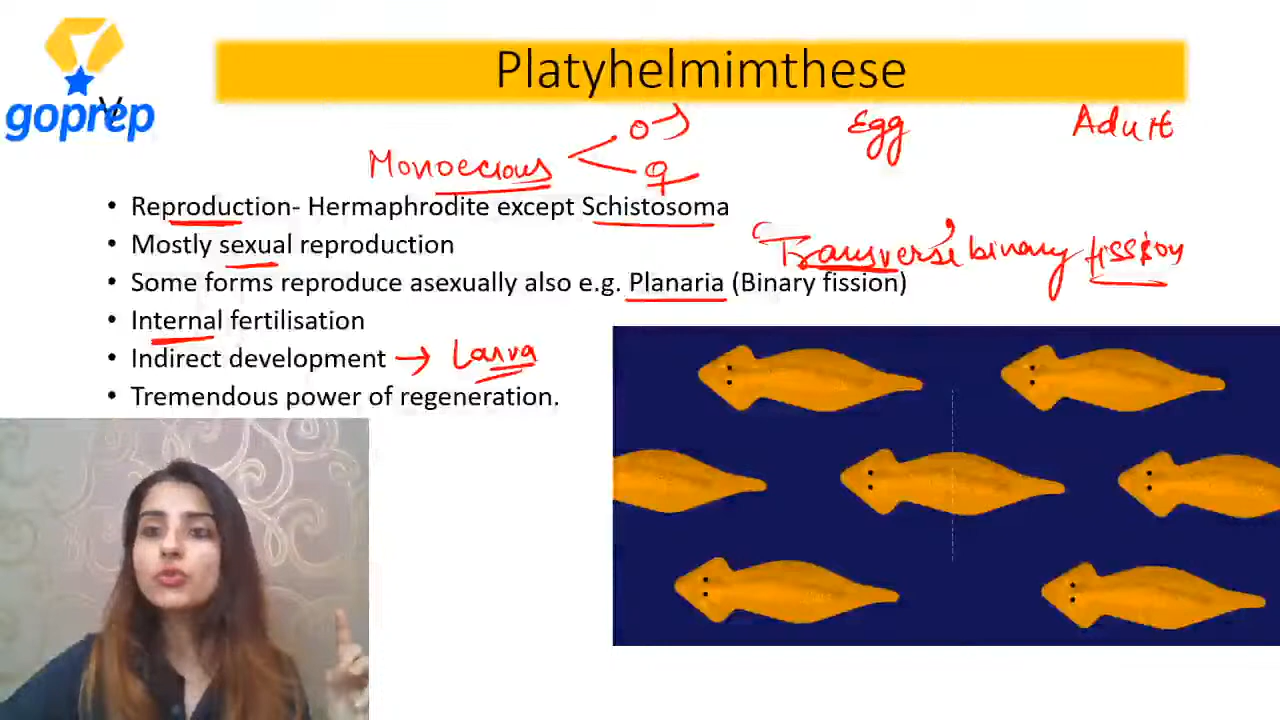 goprep
Platyhelmimthese
Monoecious ♂ ♀
Egg
Adult
• Reproduction- Hermaphrodite except Schistosoma
• Mostly sexual reproduction
Transverse binary fission
• Some forms reproduce asexually also e.g. Planaria (Binary fission)
• Internal fertilisation
• Indirect development → Larva
• Tremendous power of regeneration.